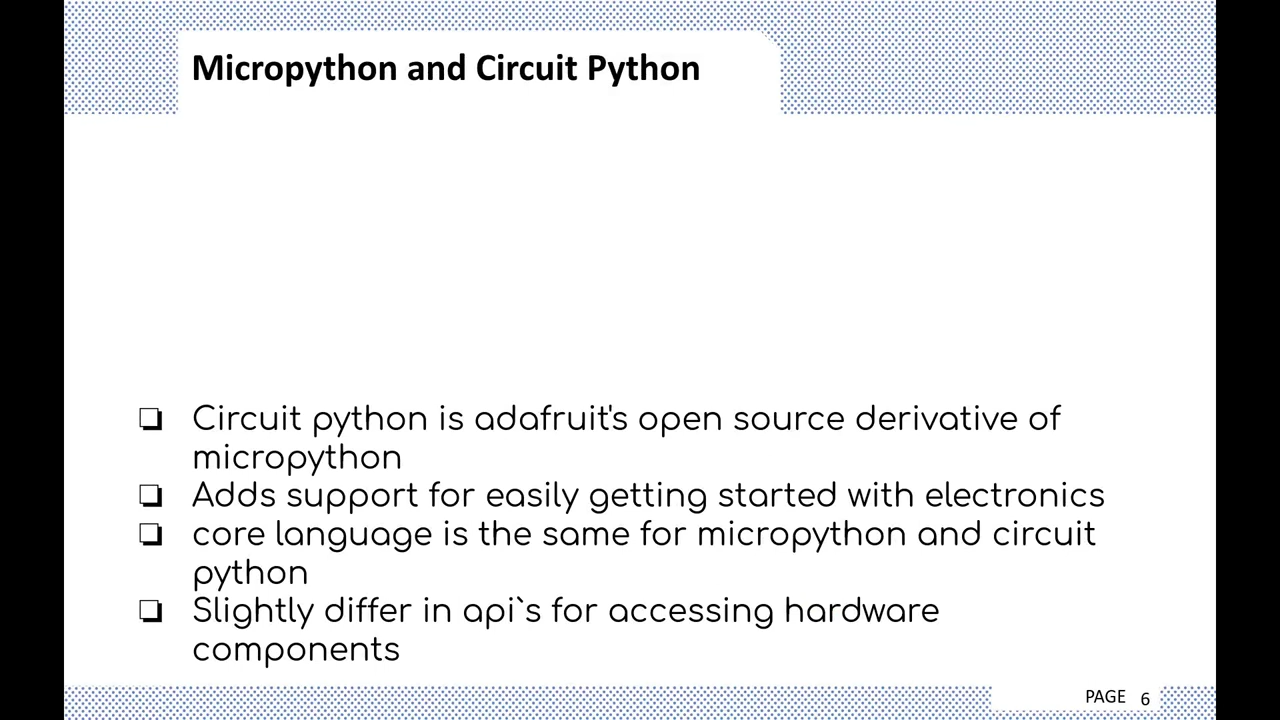 Micropython and Circuit Python
❏ Circuit python is adafruit's open source derivative of
micropython
❏ Adds support for easily getting started with electronics
❏ core language is the same for micropython and circuit
python
❏ Slightly differ in api`s for accessing hardware
components
PAGE 6